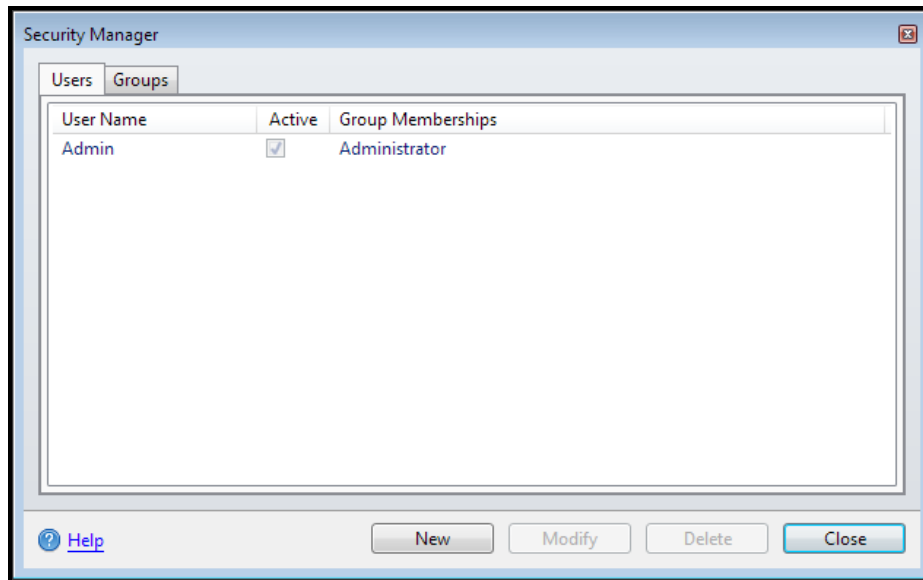 Security Manager
Users Groups
User Name Active Group Memberships
Admin Administrator
Help New Modify Delete Close